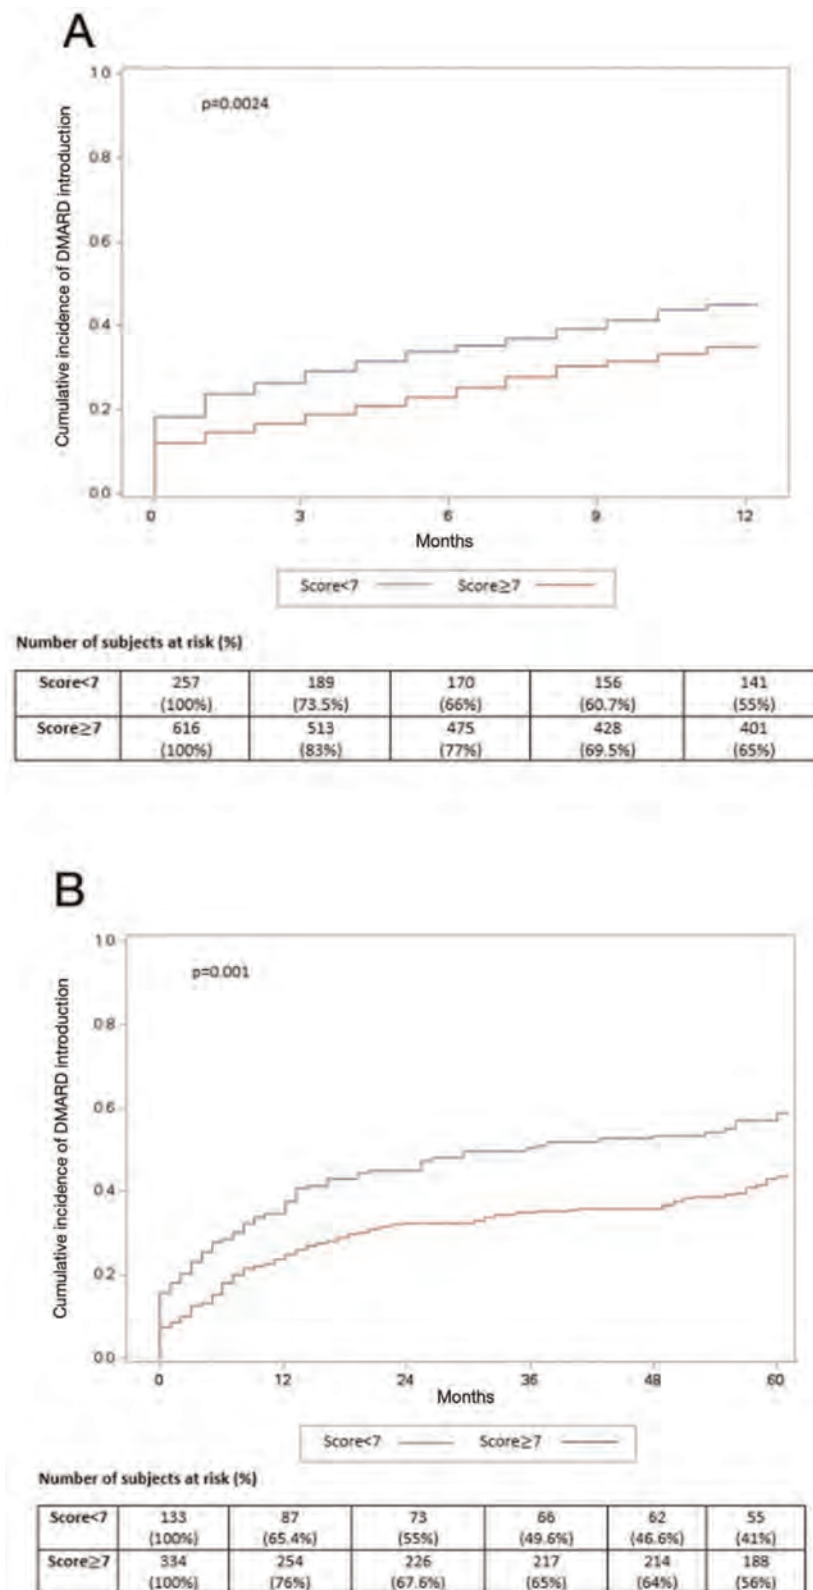 A
Cumulative incidence of DMARD introduction
1.0
0.8
0.6
0.4
0.2
0.0
p=0.0024
0 3 6 9 12
Months
Score<7 Score≥7
Number of subjects at risk (%)
Score<7 257 189 170 156 141
(100%) (73.5%) (66%) (60.7%) (55%)
Score≥7 616 513 475 428 401
(100%) (83%) (77%) (69.5%) (65%)
B
Cumulative incidence of DMARD introduction
1.0
0.8
0.6
0.4
0.2
0.0
p=0.001
0 12 24 36 48 60
Months
Score<7 Score≥7
Number of subjects at risk (%)
Score<7 133 87 73 66 62 55
(100%) (65.4%) (55%) (49.6%) (46.6%) (41%)
Score≥7 334 254 226 217 214 188
(100%) (76%) (67.6%) (65%) (64%) (56%)